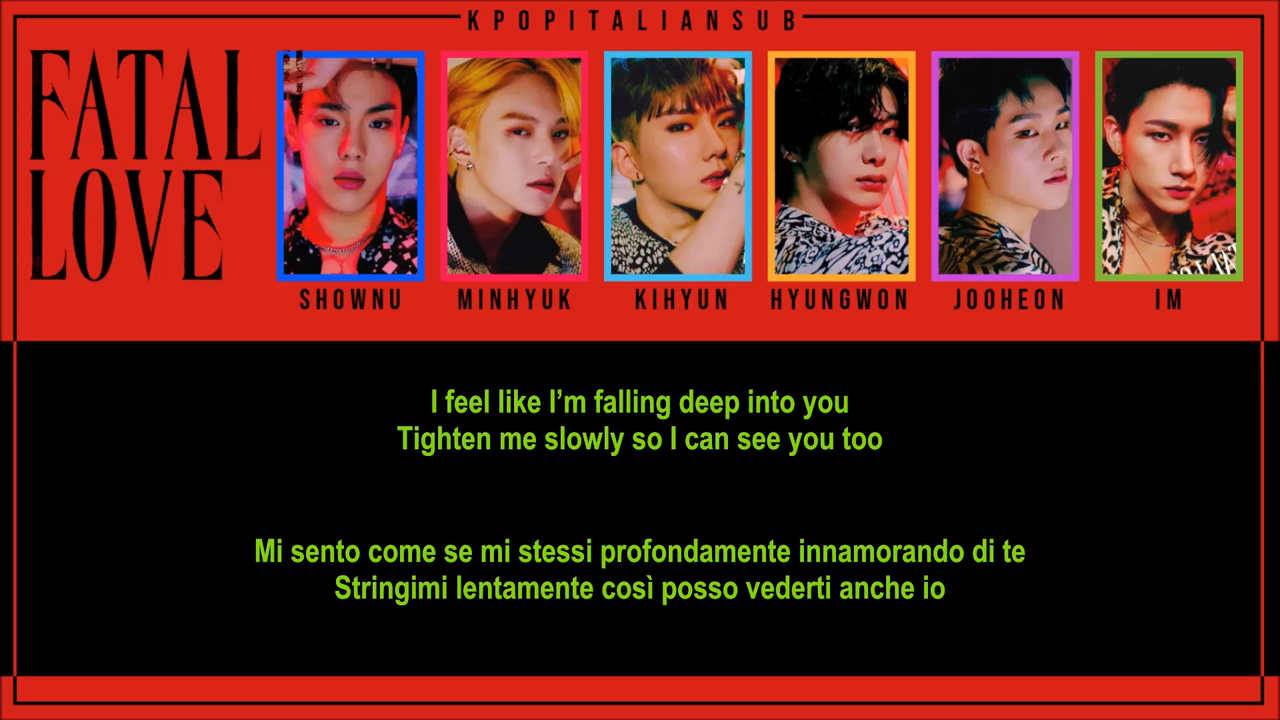 KPOPITALIANSUB
FATAL
LOVE
SHOWNU
MINHYUK
KIHYUN
HYUNGWON
JOOHEON
IM
I feel like I’m falling deep into you
Tighten me slowly so I can see you too
Mi sento come se mi stessi profondamente innamorando di te
Stringimi lentamente così posso vederti anche io